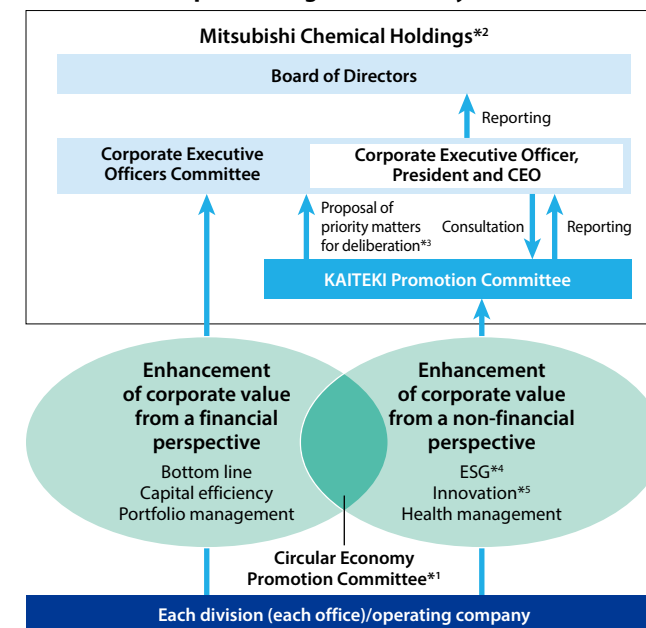 Mitsubishi Chemical Holdings*2
Board of Directors
Reporting
Corporate Executive
Officers Committee
Corporate Executive Officer,
President and CEO
Proposal of
priority matters
for deliberation*3
Consultation
Reporting
KAITEKI Promotion Committee
Enhancement
of corporate value
from a financial
perspective
Bottom line
Capital efficiency
Portfolio management
Enhancement
of corporate value
from a non-financial
perspective
ESG*4
Innovation*5
Health management
Circular Economy
Promotion Committee*1
Each division (each office)/operating company